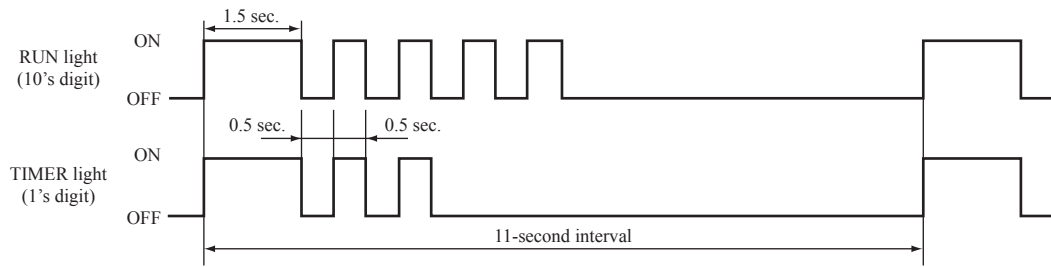 1.5 sec.
ON
RUN light
(10's digit)
OFF
0.5 sec.
0.5 sec.
ON
TIMER light
(1's digit)
OFF
11-second interval